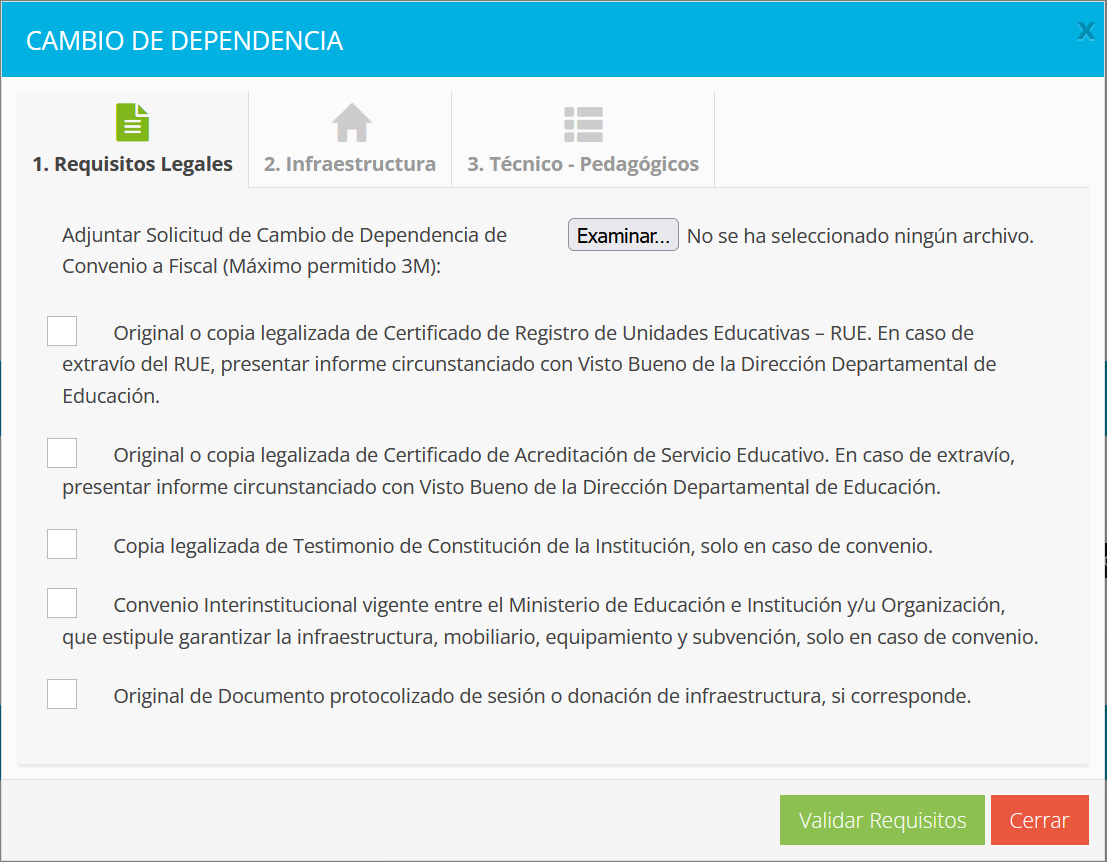 CAMBIO DE DEPENDENCIA
x
1. Requisitos Legales
2. Infraestructura
3. Técnico - Pedagógicos
Adjuntar Solicitud de Cambio de Dependencia de
Convenio a Fiscal (Máximo permitido 3M):
Examinar... No se ha seleccionado ningún archivo.
Original o copia legalizada de Certificado de Registro de Unidades Educativas – RUE. En caso de
extravío del RUE, presentar informe circunstanciado con Visto Bueno de la Dirección Departamental de
Educación.
Original o copia legalizada de Certificado de Acreditación de Servicio Educativo. En caso de extravío,
presentar informe circunstanciado con Visto Bueno de la Dirección Departamental de Educación.
Copia legalizada de Testimonio de Constitución de la Institución, solo en caso de convenio.
Convenio Interinstitucional vigente entre el Ministerio de Educación e Institución y/u Organización,
que estipule garantizar la infraestructura, mobiliario, equipamiento y subvención, solo en caso de convenio.
Original de Documento protocolizado de sesión o donación de infraestructura, si corresponde.
Validar Requisitos
Cerrar